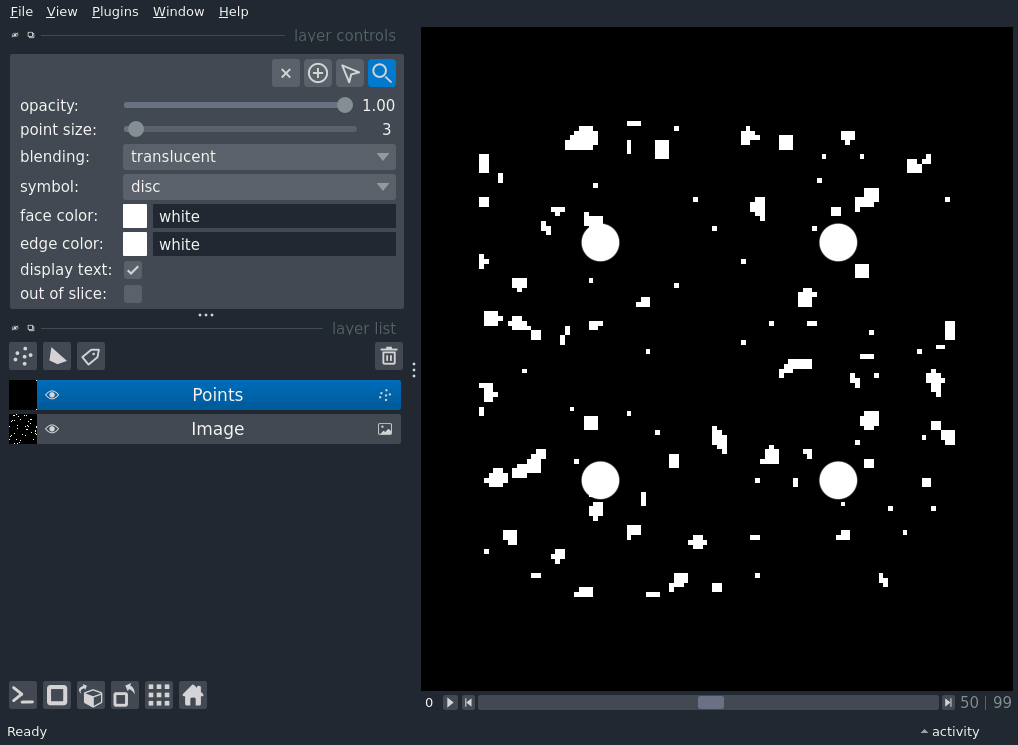 File View Plugins Window Help
layer controls
opacity: 1.00
point size: 3
blending: translucent
symbol: disc
face color: white
edge color: white
display text:
out of slice:
layer list
Points
Image
0 50 | 99
Ready activity